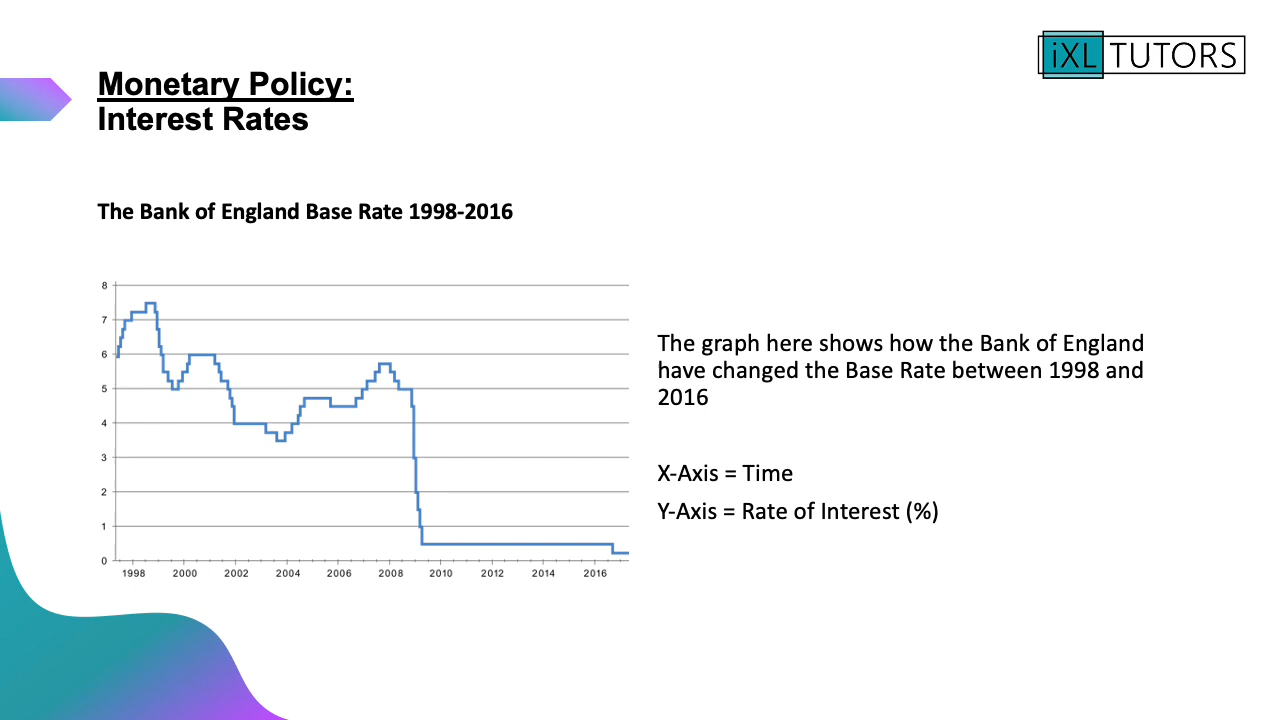 iXL TUTORS
Monetary Policy:
Interest Rates
The Bank of England Base Rate 1998-2016
8
7
6
5
4
3
2
1
0
1998 2000 2002 2004 2006 2008 2010 2012 2014 2016
The graph here shows how the Bank of England
have changed the Base Rate between 1998 and
2016
X-Axis = Time
Y-Axis = Rate of Interest (%)